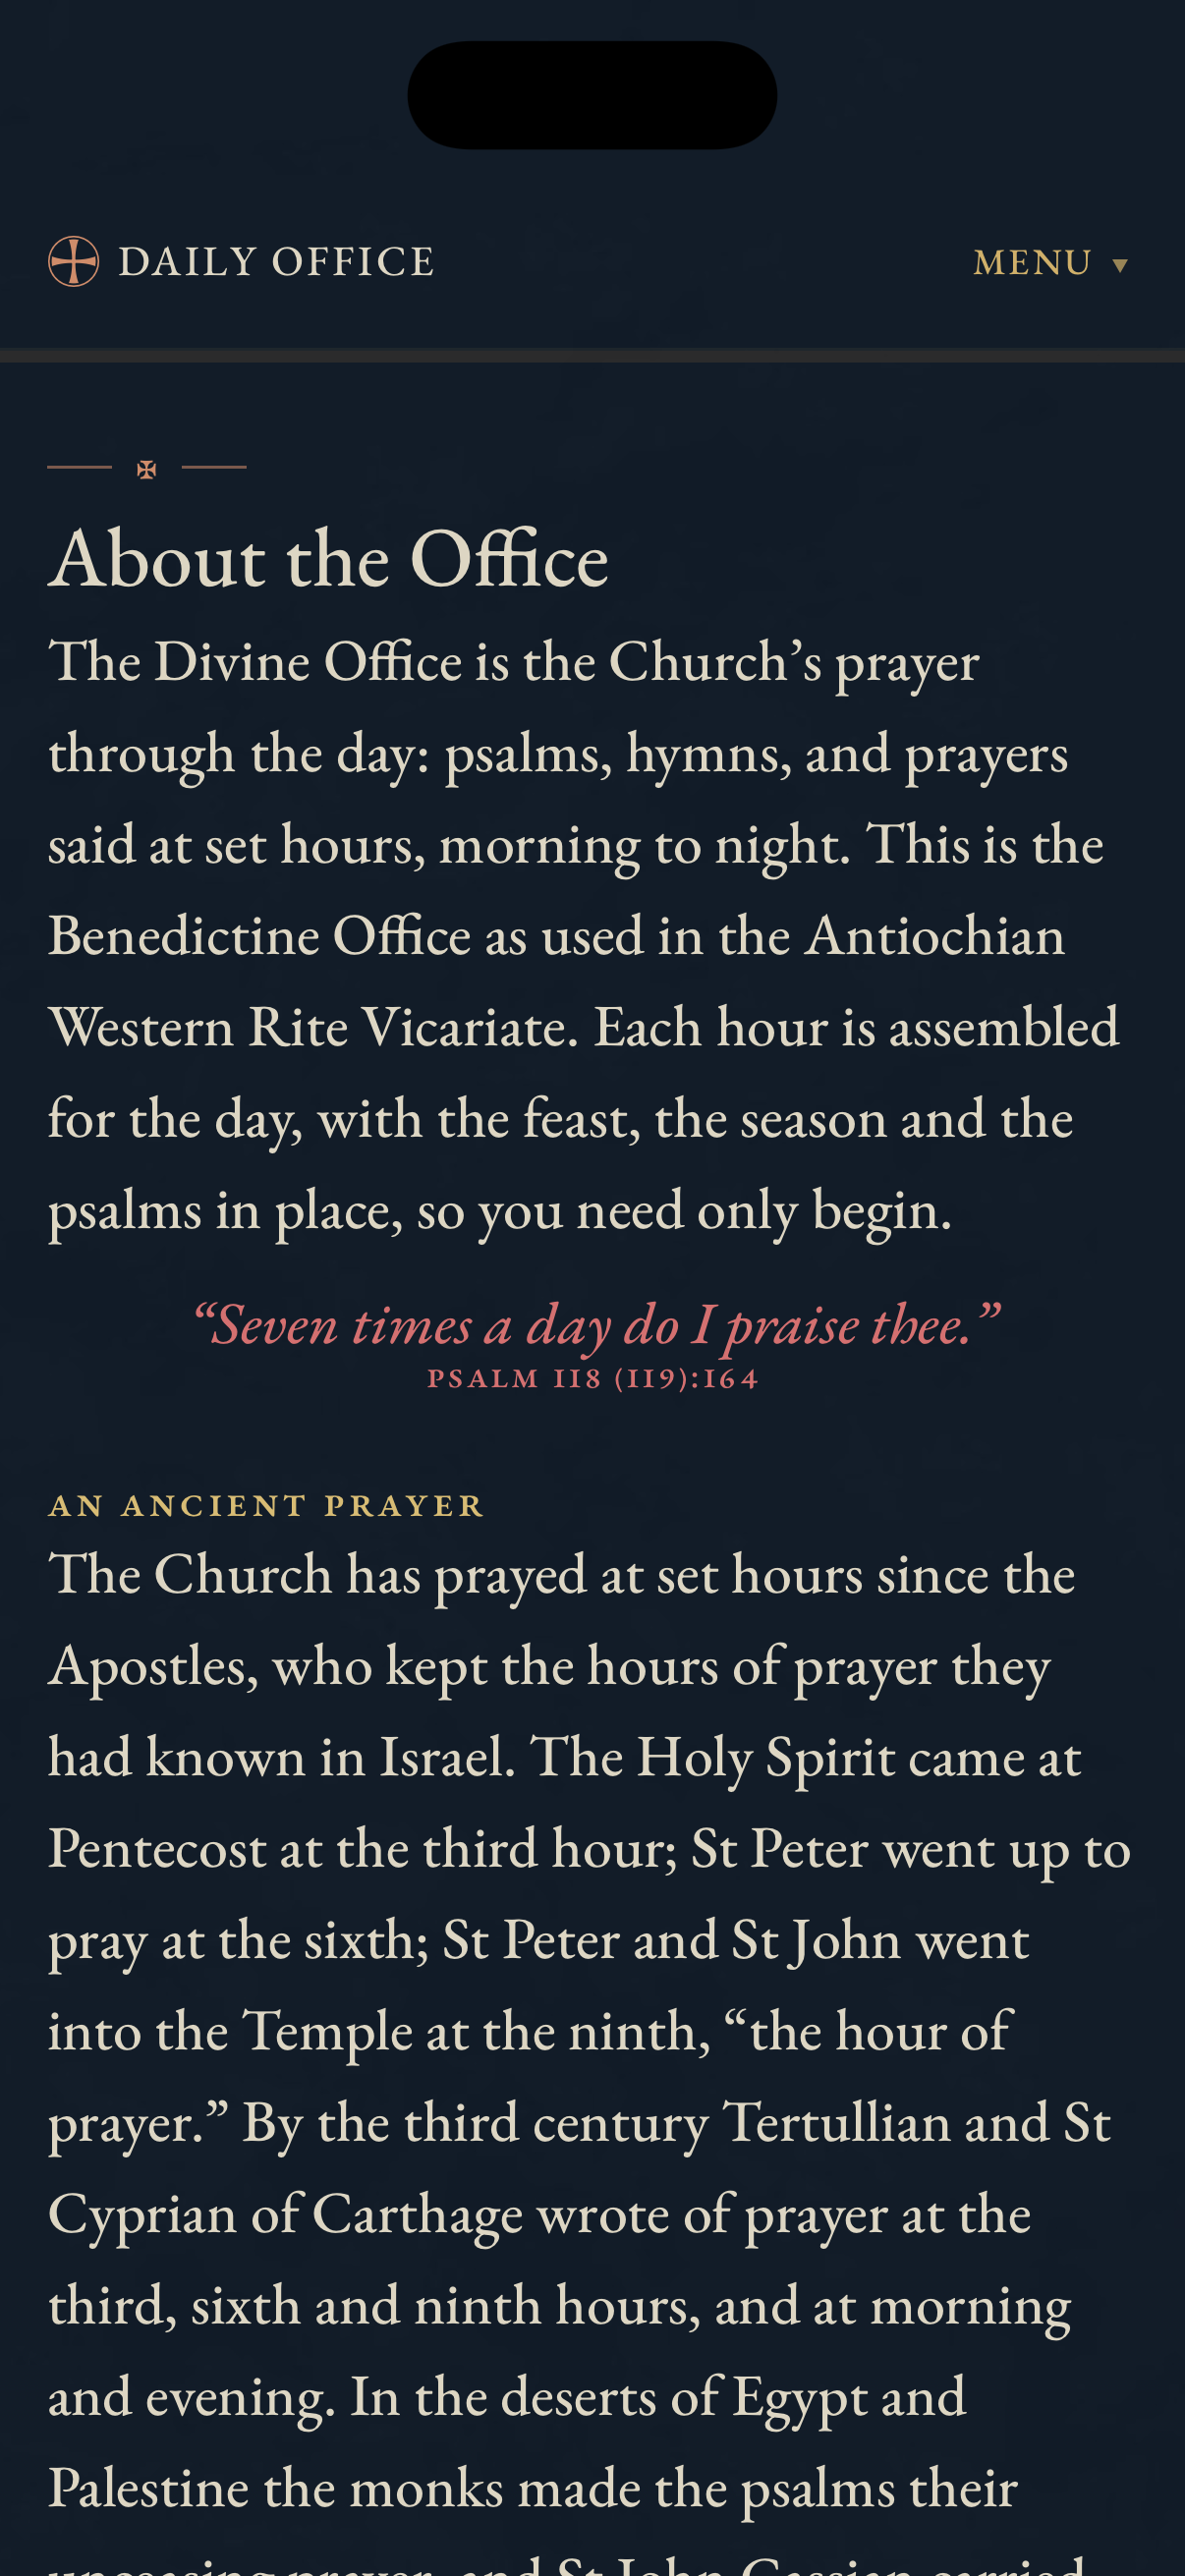 DAILY OFFICE
MENU ▼
✠
About the Office
The Divine Office is the Church’s prayer
through the day: psalms, hymns, and prayers
said at set hours, morning to night. This is the
Benedictine Office as used in the Antiochian
Western Rite Vicariate. Each hour is assembled
for the day, with the feast, the season and the
psalms in place, so you need only begin.
“Seven times a day do I praise thee.”
PSALM 118 (119):164
AN ANCIENT PRAYER
The Church has prayed at set hours since the
Apostles, who kept the hours of prayer they
had known in Israel. The Holy Spirit came at
Pentecost at the third hour; St Peter went up to
pray at the sixth; St Peter and St John went
into the Temple at the ninth, “the hour of
prayer.” By the third century Tertullian and St
Cyprian of Carthage wrote of prayer at the
third, sixth and ninth hours, and at morning
and evening. In the deserts of Egypt and
Palestine the monks made the psalms their
unceasing prayer, and St John Cassian carried